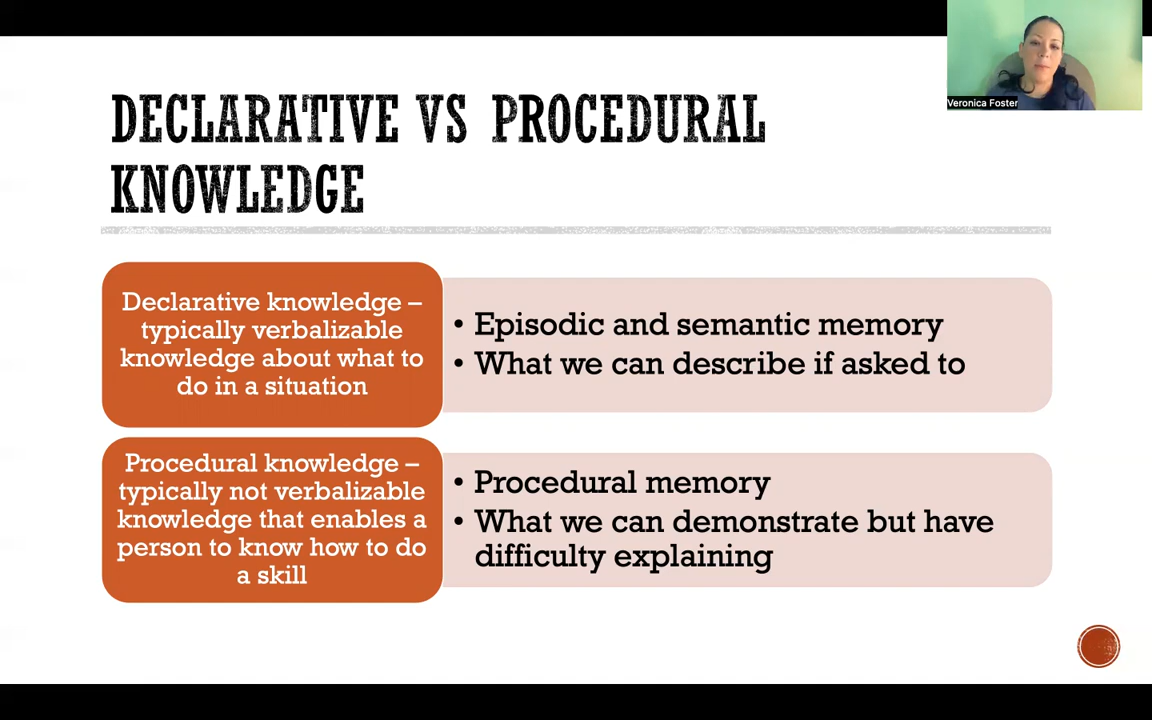 Veronica Foster
DECLARATIVE VS PROCEDURAL
KNOWLEDGE
Declarative knowledge –
typically verbalizable
knowledge about what to
do in a situation
• Episodic and semantic memory
• What we can describe if asked to
Procedural knowledge –
typically not verbalizable
knowledge that enables a
person to know how to do
a skill
• Procedural memory
• What we can demonstrate but have
difficulty explaining